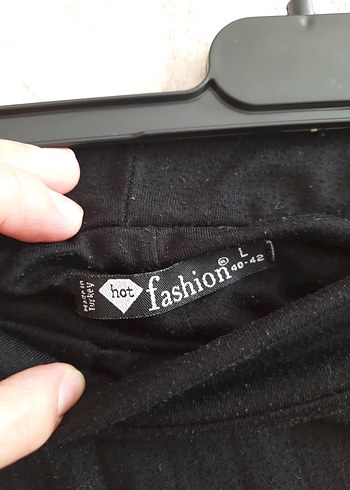 Made in
Turkey
hot
fashion®
L
40-42